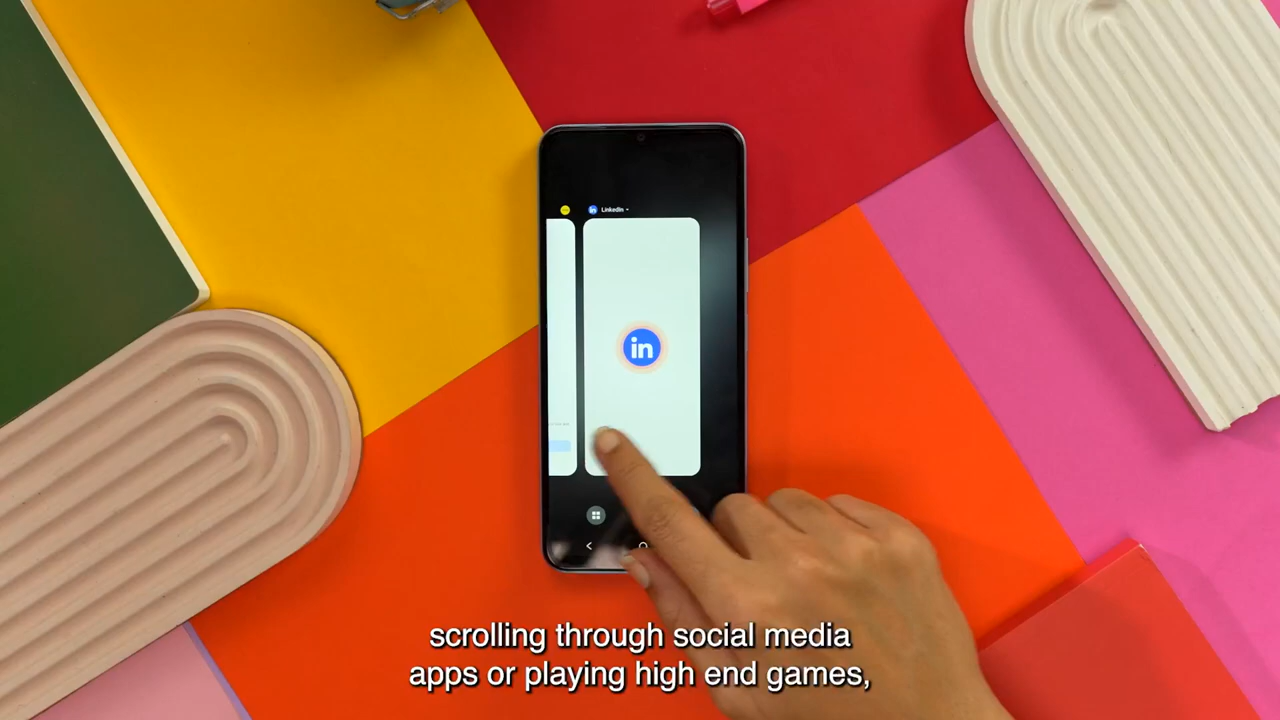 LinkedIn
in
scrolling through social media
apps or playing high end games,